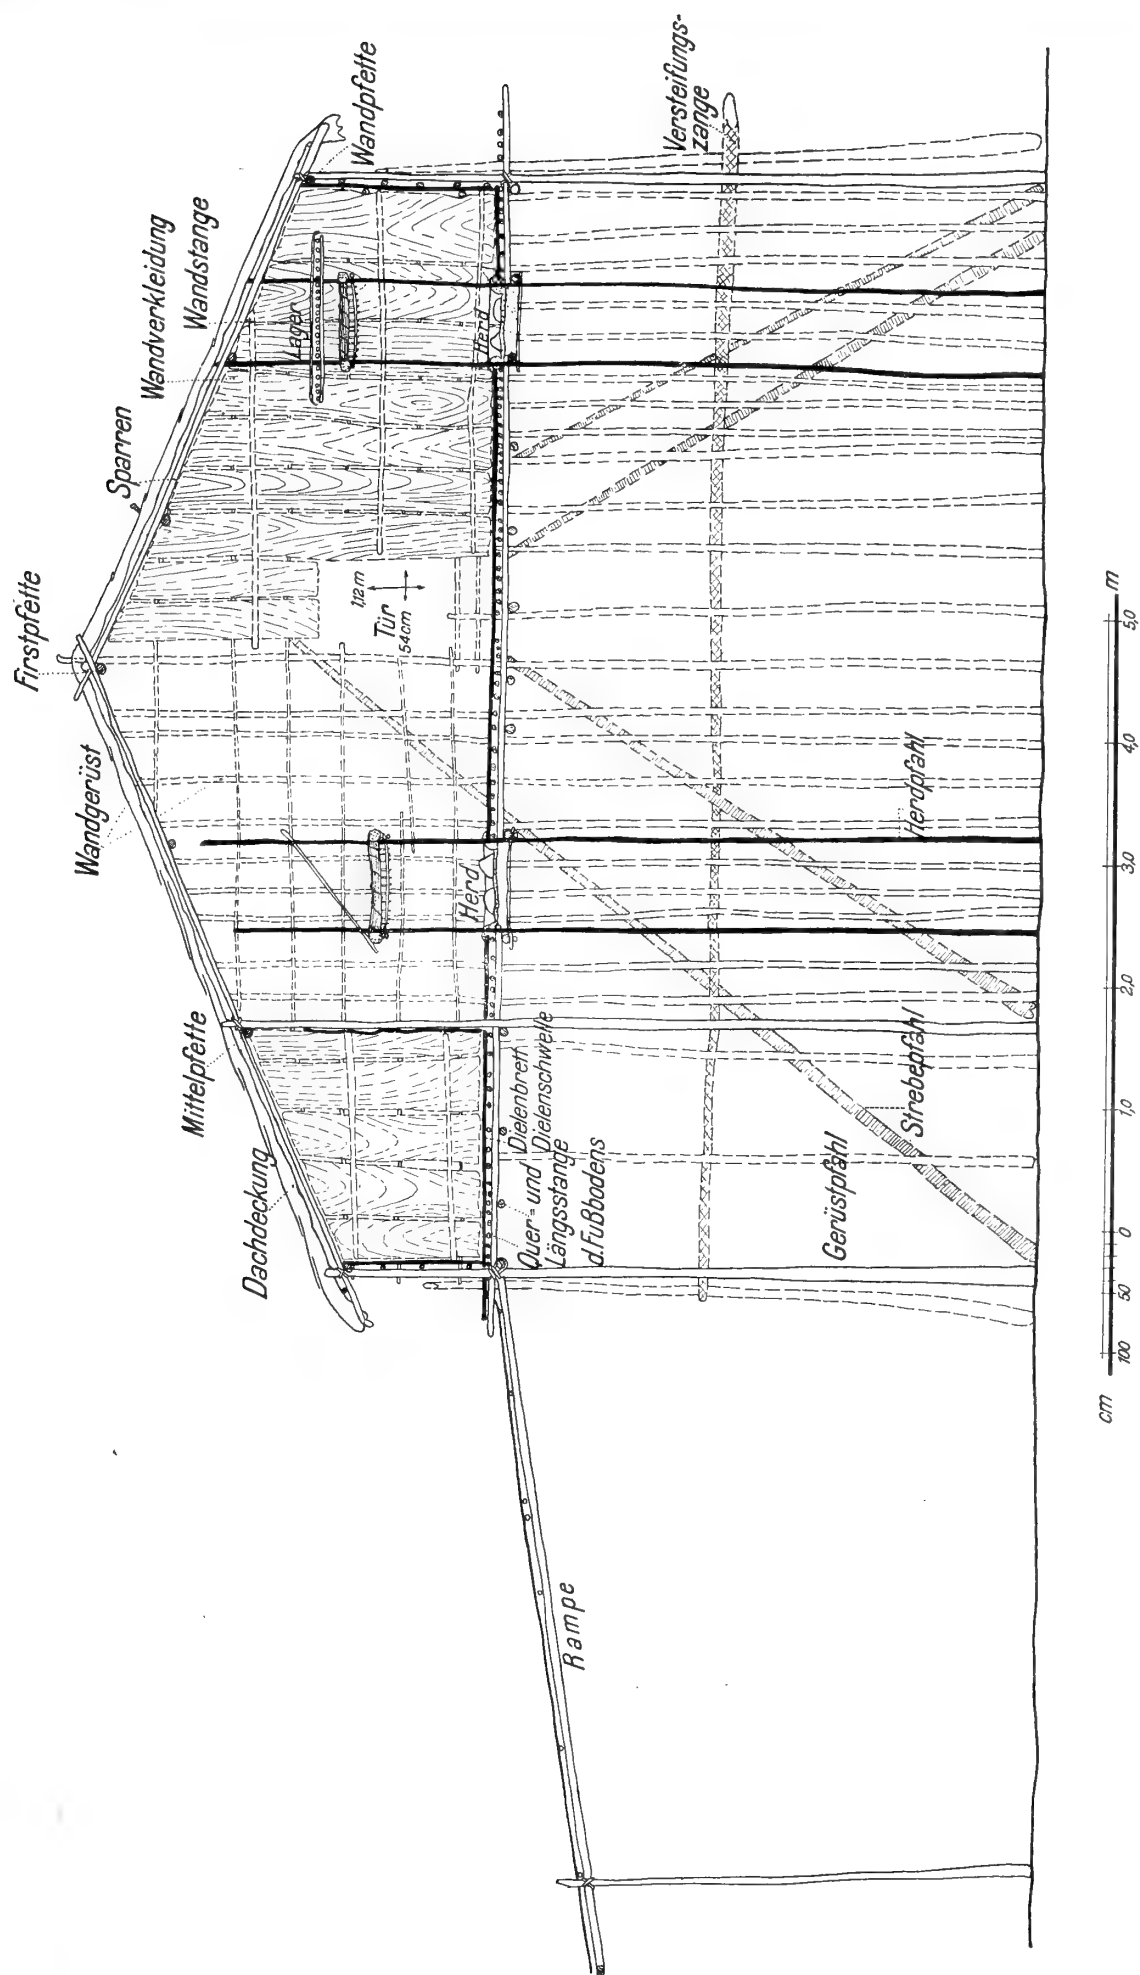 Firstpfette
Sparren
Wandverkleidung
Wandstange
Wandpfette
Wandgerüst
Mittelpfette
Dachdeckung
Lager
Herd
1,12 m
Tür
54 cm
Herd
Versteifungs-
zange
Dielenbrett
Quer= und Dielenschwelle
Längsstange
d.Fußbodens
Rampe
Herdpfahl
Strebepfahl
Gerüstpfahl
cm 100 50 0 1,0 2,0 3,0 4,0 5,0 m